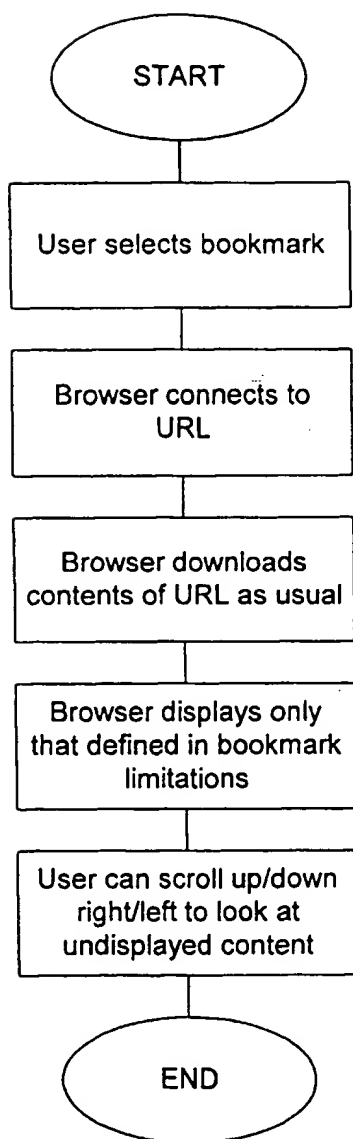 START
User selects bookmark
Browser connects to
URL
Browser downloads
contents of URL as usual
Browser displays only
that defined in bookmark
limitations
User can scroll up/down
right/left to look at
undisplayed content
END